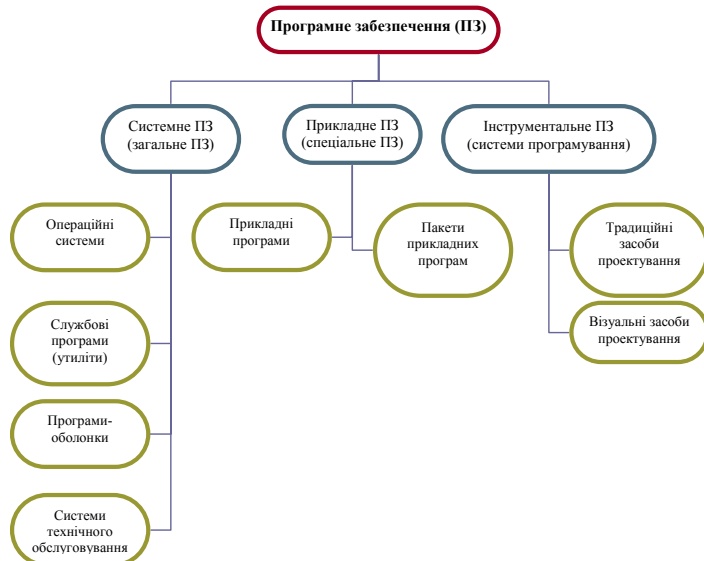 Програмне забезпечення (ПЗ)
Системне ПЗ
(загальне ПЗ)
Прикладне ПЗ
(спеціальне ПЗ)
Інструментальне ПЗ
(системи програмування)
Операційні
системи
Службові
програми
(утиліти)
Програми-
оболонки
Системи
технічного
обслуговування
Прикладні
програми
Пакети
прикладних
програм
Традиційні
засоби
проектування
Візуальні засоби
проектування